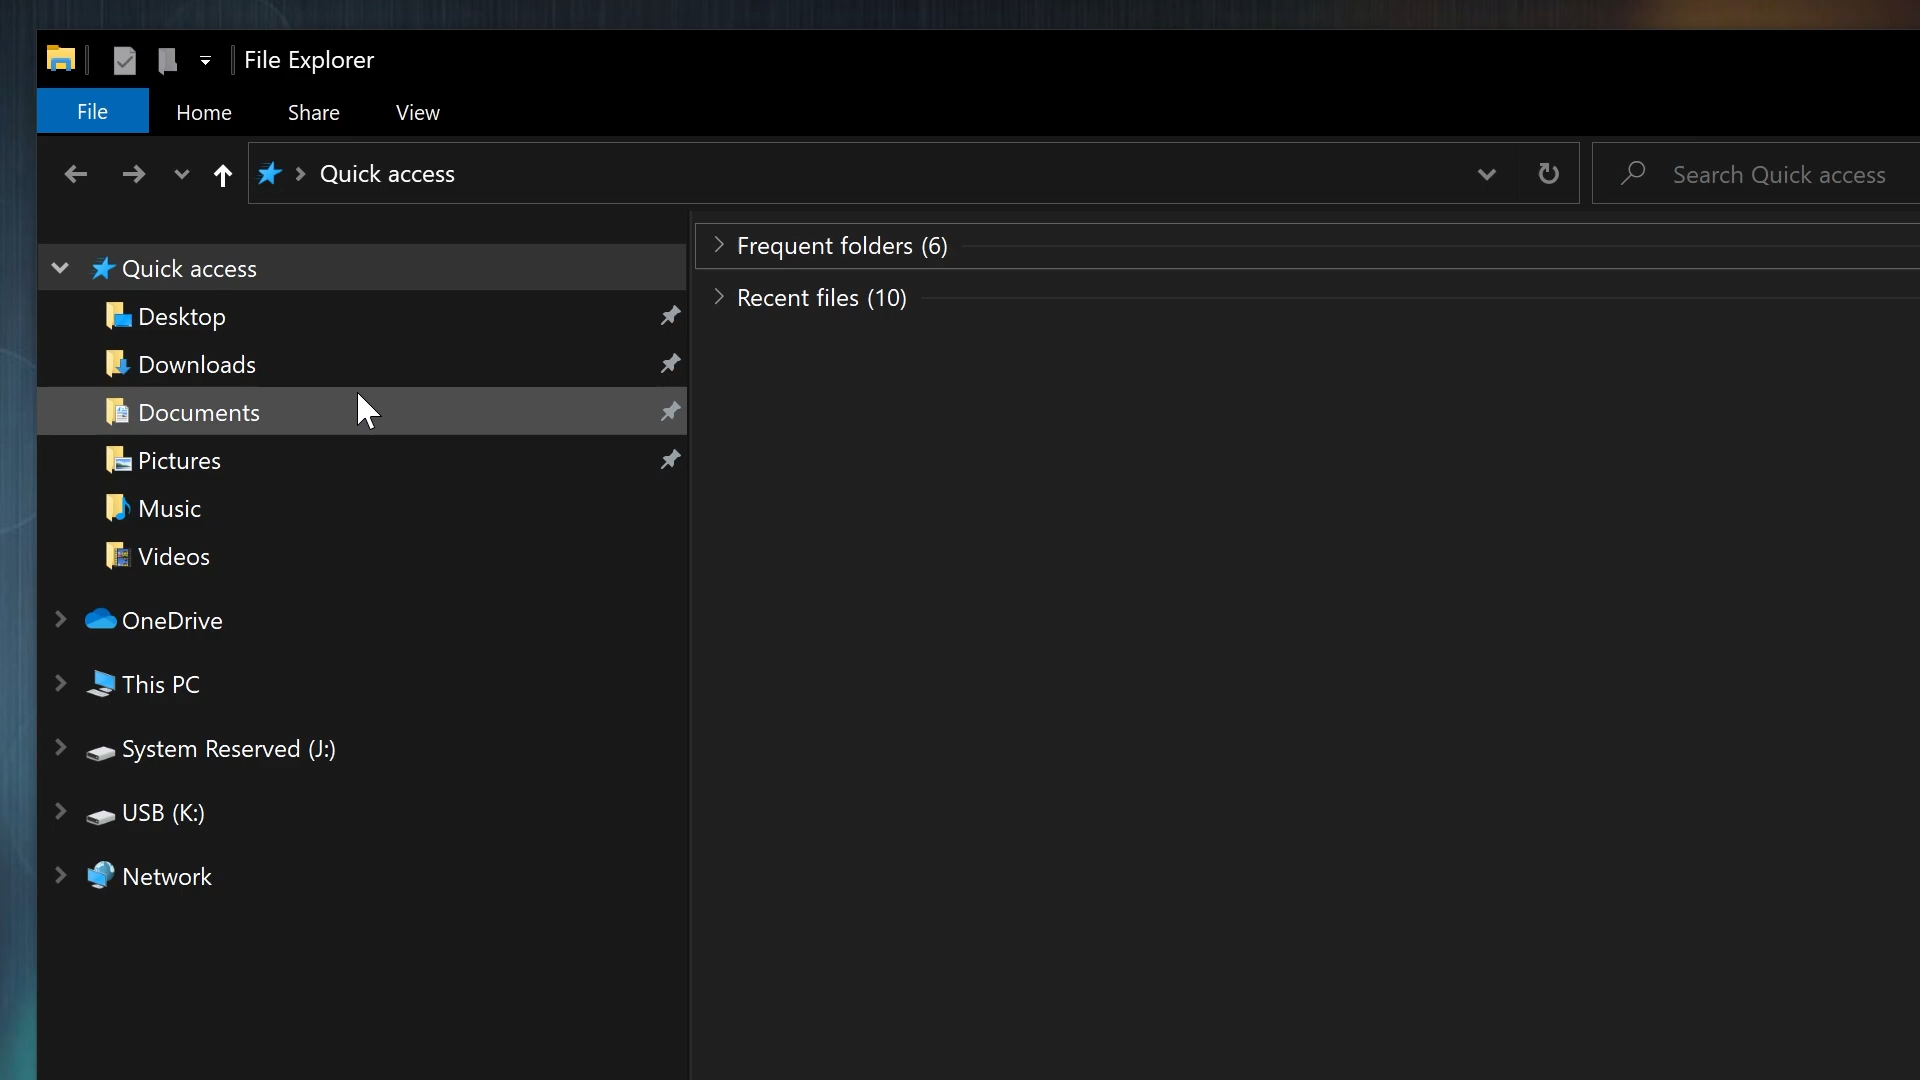 File Explorer
File Home Share View
Quick access
Search Quick access
Quick access
Desktop
Downloads
Documents
Pictures
Music
Videos
OneDrive
This PC
System Reserved (J:)
USB (K:)
Network
Frequent folders (6)
Recent files (10)